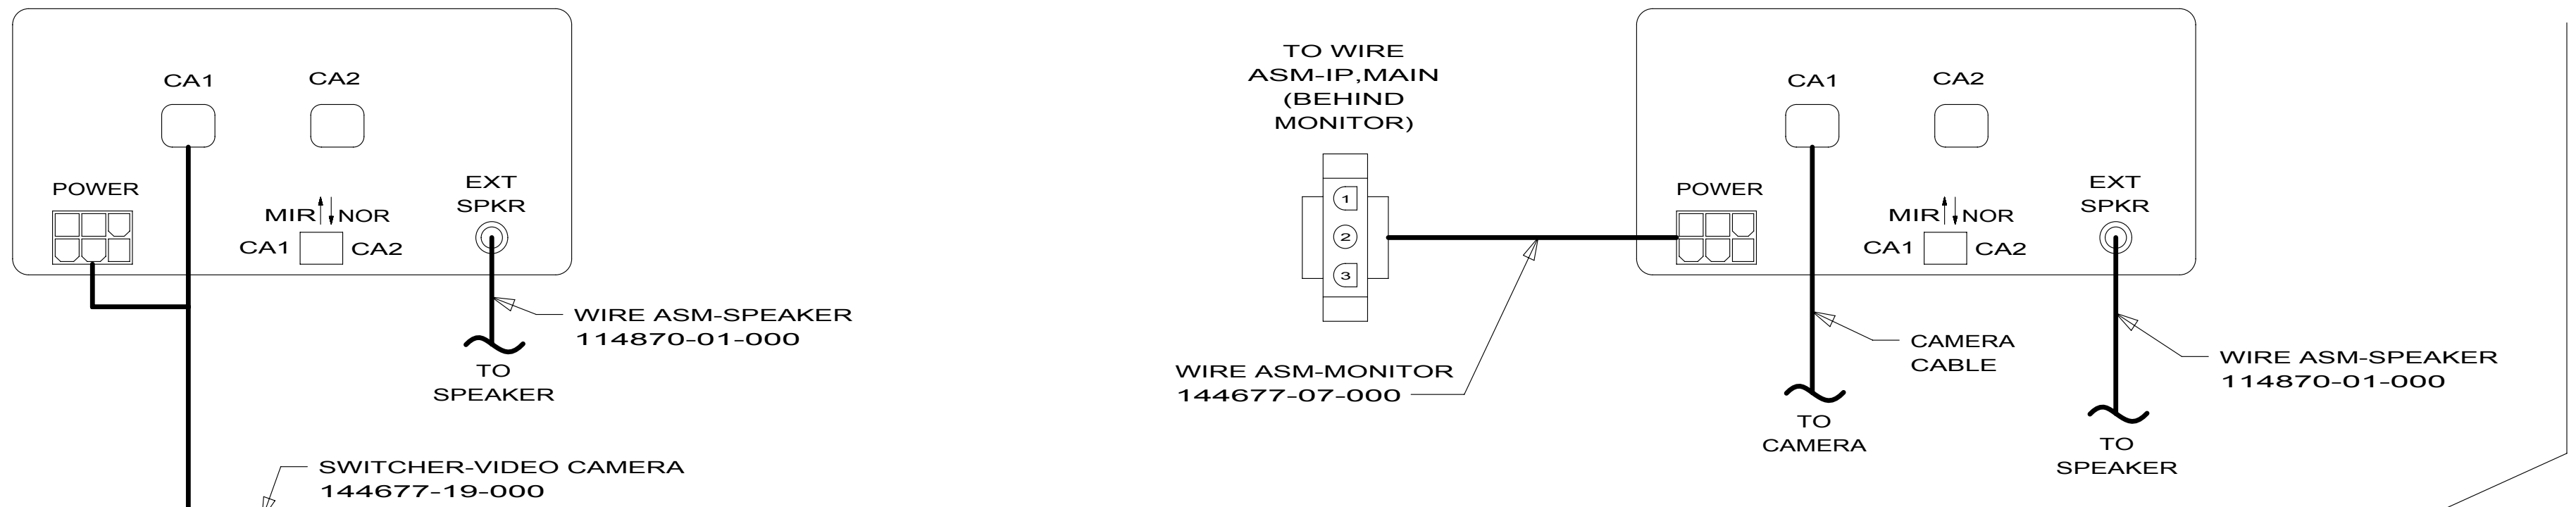 CA1
CA2
POWER
MIR NOR
CA1 CA2
EXT
SPKR
WIRE ASM-SPEAKER
114870-01-000
TO
SPEAKER
SWITCHER-VIDEO CAMERA
144677-19-000
TO WIRE
ASM-IP,MAIN
(BEHIND
MONITOR)
1
2
3
WIRE ASM-MONITOR
144677-07-000
CA1
CA2
POWER
MIR NOR
CA1 CA2
EXT
SPKR
CAMERA
CABLE
TO
CAMERA
WIRE ASM-SPEAKER
114870-01-000
TO
SPEAKER